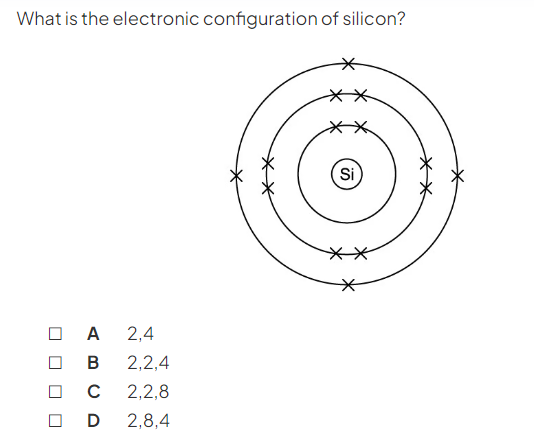 What is the electronic configuration of silicon?
Si
A 2,4
B 2,2,4
C 2,2,8
D 2,8,4